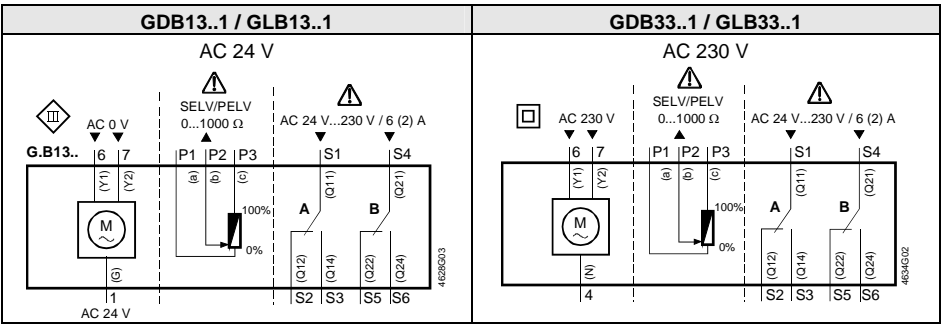 GDB13..1 / GLB13..1
AC 24 V
SELV/PELV
0...1000 Ω
AC 24 V...230 V / 6 (2) A
III
AC 0 V
G.B13..
6 7 P1 P2 P3 S1 S4
(Y1) (Y2) (a) (b) (c) (Q11) (Q21)
100%
A B
M
~
0%
(G) (Q12) (Q14) (Q22) (Q24)
1 S2 S3 S5 S6
AC 24 V
4628G03
GDB33..1 / GLB33..1
AC 230 V
SELV/PELV
0...1000 Ω
AC 24 V...230 V / 6 (2) A
AC 230 V
6 7 P1 P2 P3 S1 S4
(Y1) (Y2) (a) (b) (c) (Q11) (Q21)
100%
A B
M
~
0%
(N) (Q12) (Q14) (Q22) (Q24)
4 S2 S3 S5 S6
4634G02